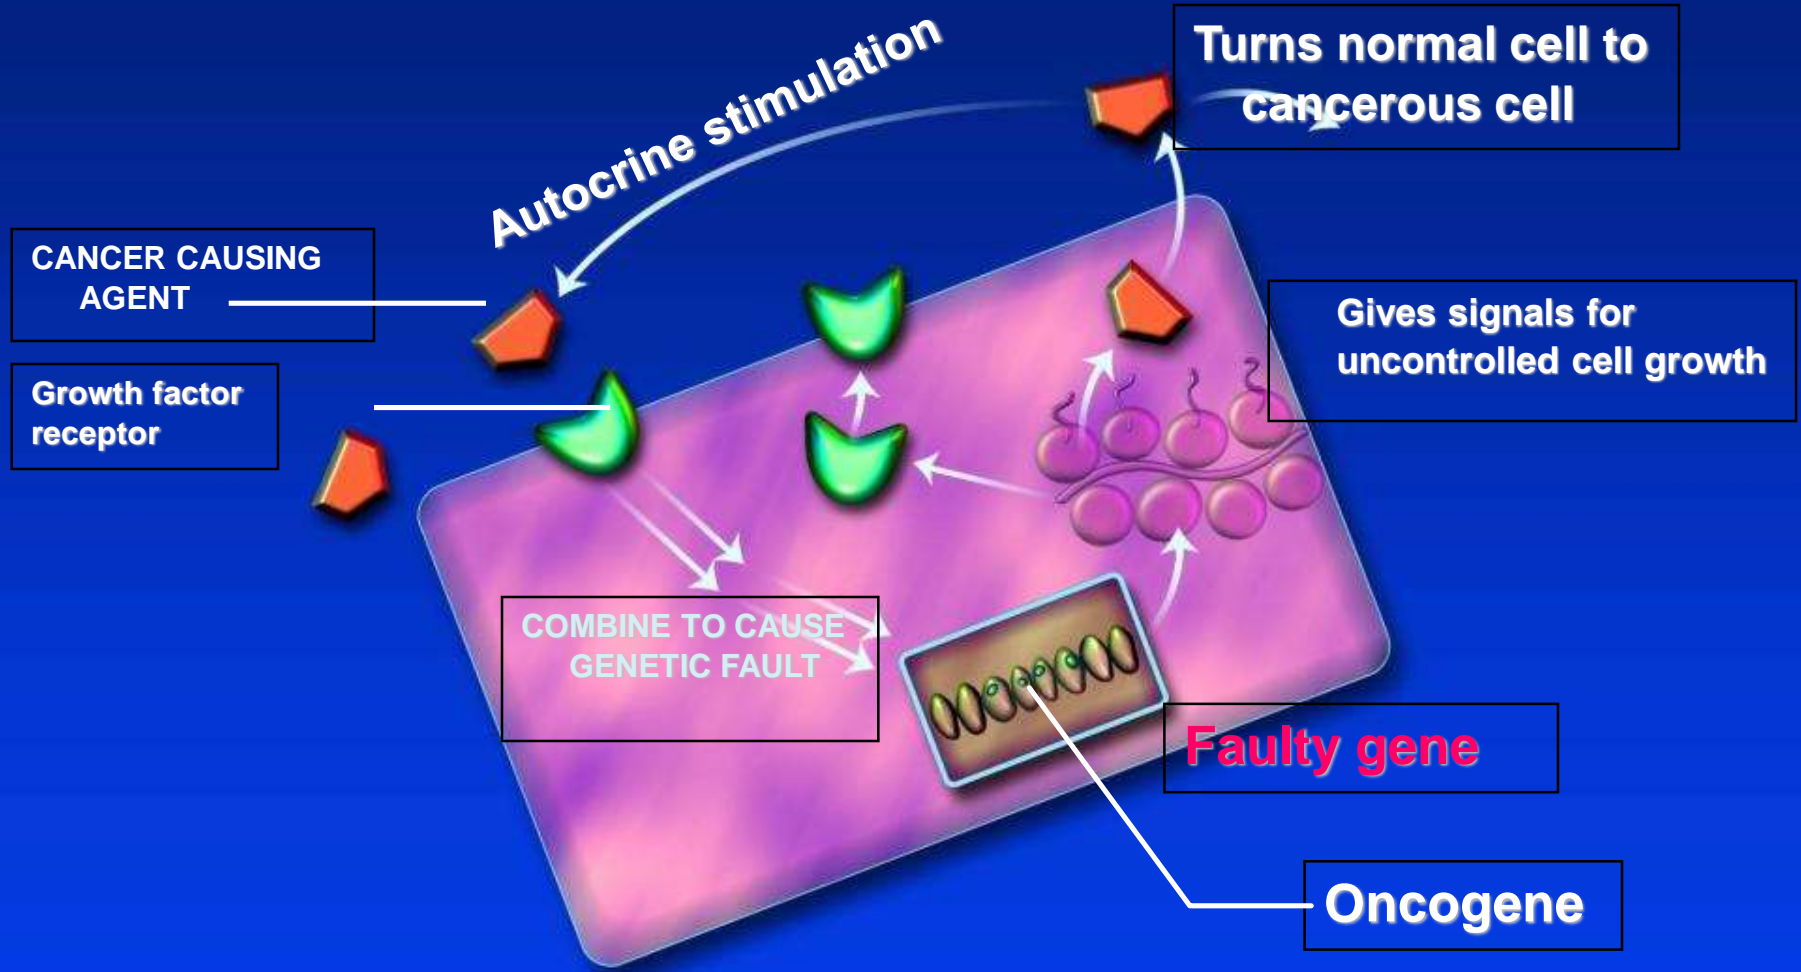 Autocrine stimulation
Turns normal cell to
cancerous cell
CANCER CAUSING
AGENT
Growth factor
receptor
Gives signals for
uncontrolled cell growth
COMBINE TO CAUSE
GENETIC FAULT
Faulty gene
Oncogene